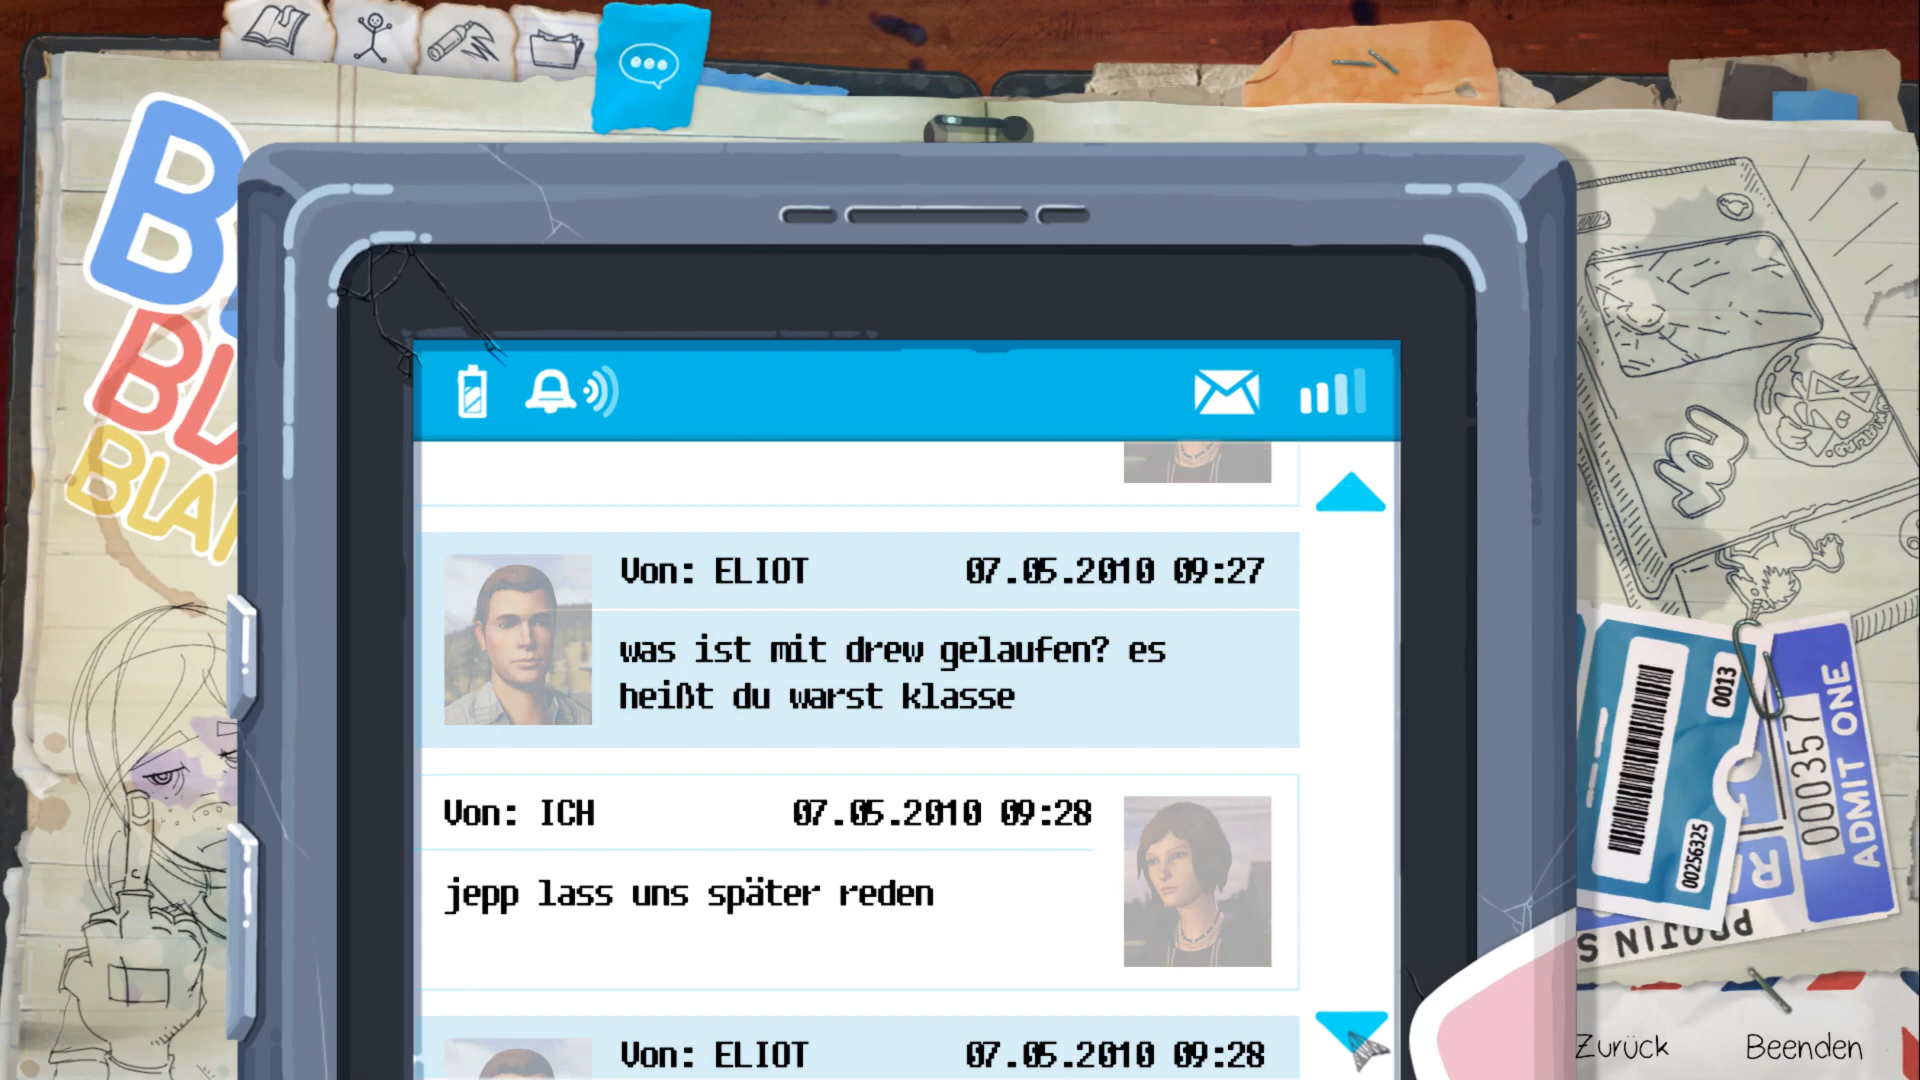 Von: ELIOT 07.05.2010 09:27
was ist mit drew gelaufen? es
heißt du warst klasse
Von: ICH 07.05.2010 09:28
jepp lass uns später reden
Von: ELIOT 07.05.2010 09:28
0013
00256325
000357
ADMIT ONE
Zurück
Beenden